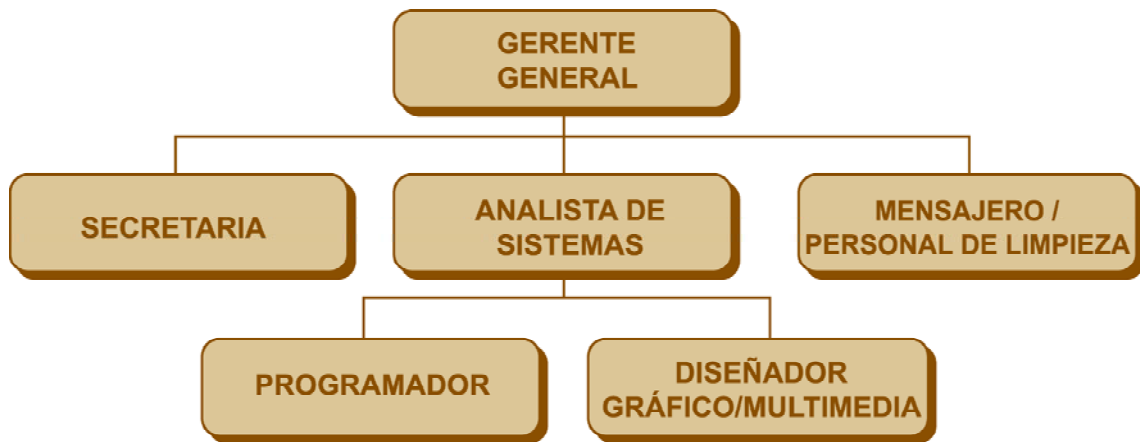 GERENTE
GENERAL
SECRETARIA
ANALISTA DE
SISTEMAS
MENSAJERO /
PERSONAL DE LIMPIEZA
PROGRAMADOR
DISEÑADOR
GRÁFICO/MULTIMEDIA